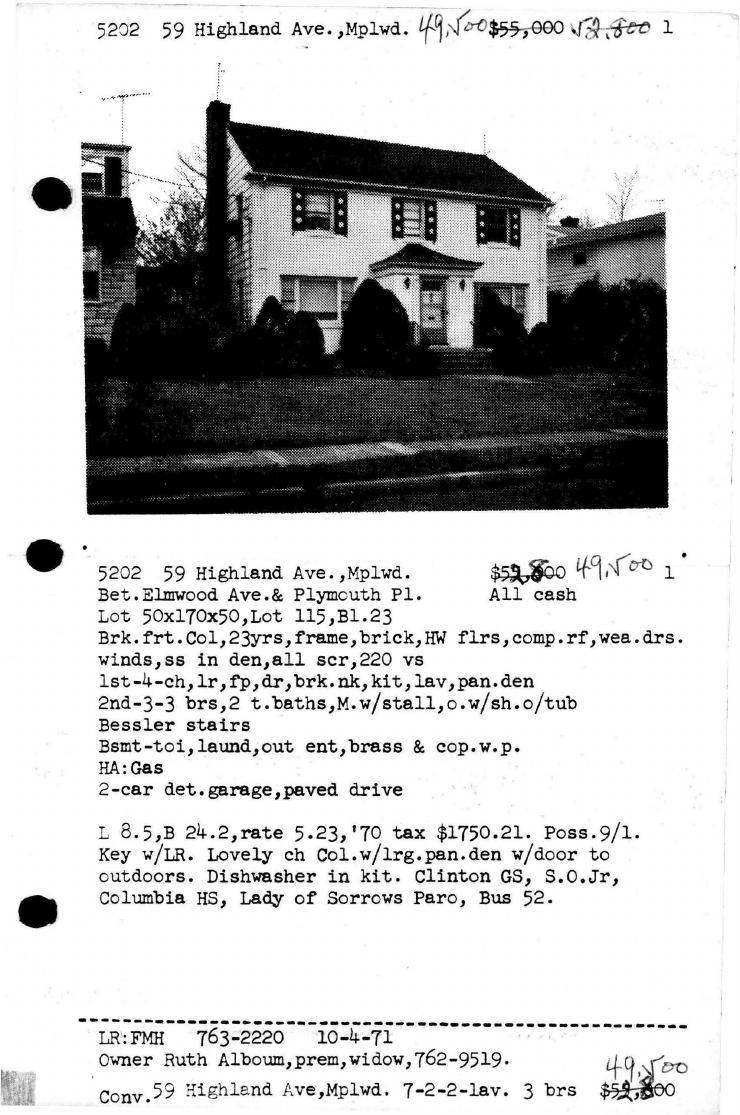 5202 59 Highland Ave.,Mplwd. 49,500 $55,000 52,800 1
5202 59 Highland Ave.,Mplwd. 49,500 1
Bet.Elmwood Ave.& Plymouth Pl. All cash
Lot 50x170x50,Lot 115,Bl.23
Brk.frt.Col,23yrs,frame,brick,HW flrs,comp.rf,wea.drs.
winds,ss in den,all scr,220 vs
1st-4-ch,lr,fp,dr,brk.nk,kit,lav,pan.den
2nd-3-3 brs,2 t.baths,M.w/stall,o.w/sh.o/tub
Bessler stairs
Bsmt-toi,laund,out ent,brass & cop.w.p.
HA:Gas
2-car det.garage,paved drive
L 8.5,B 24.2,rate 5.23,'70 tax $1750.21. Poss.9/1.
Key w/LR. Lovely ch Col.w/lrg.pan.den w/door to
outdoors. Dishwasher in kit. Clinton GS, S.O.Jr,
Columbia HS, Lady of Sorrows Paro, Bus 52.
LR:FMH 763-2220 10-4-71
Owner Ruth Alboum,prem,widow,762-9519.
49,500
Conv.59 Highland Ave,Mplwd. 7-2-2-lav. 3 brs